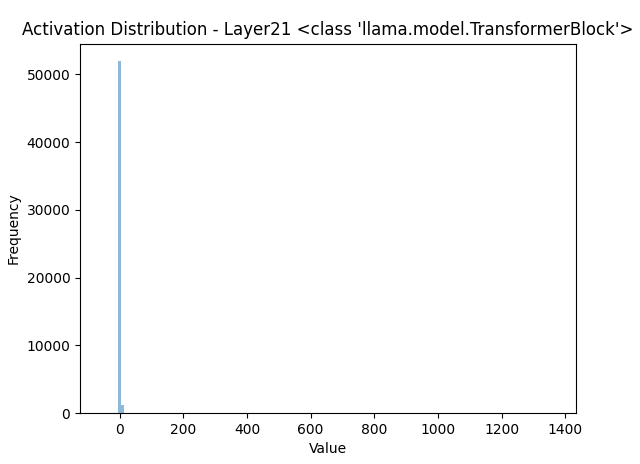 Activation Distribution - Layer21 <class 'llama.model.TransformerBlock'>
50000
40000
30000
20000
10000
0
Frequency
0 200 400 600 800 1000 1200 1400
Value